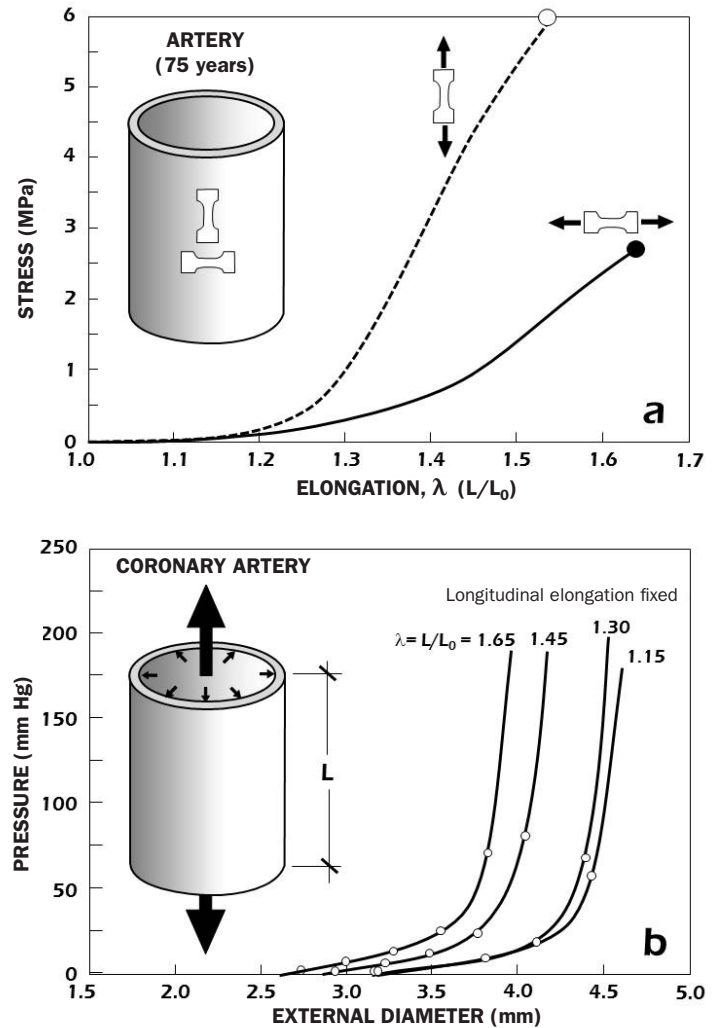 6
5
4
3
2
1
0
STRESS (MPa)
ARTERY
(75 years)
a
1.0 1.1 1.2 1.3 1.4 1.5 1.6 1.7
ELONGATION, λ (L/L₀)
250
200
150
100
50
0
PRESSURE (mm Hg)
CORONARY ARTERY
Longitudinal elongation fixed
λ= L/L₀ = 1.65 1.45 1.30 1.15
L
b
1.5 2.0 2.5 3.0 3.5 4.0 4.5 5.0
EXTERNAL DIAMETER (mm)